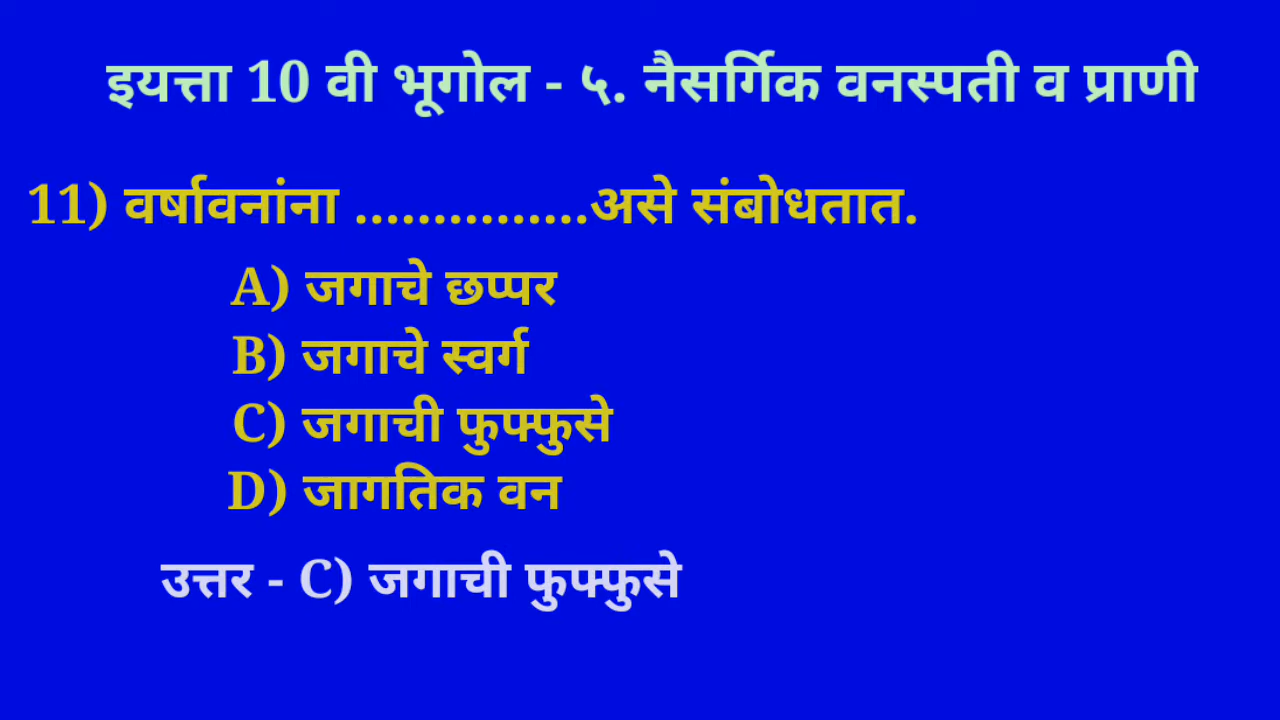 इयत्ता 10 वी भूगोल - ५. नैसर्गिक वनस्पती व प्राणी
11) वर्षावनांना ...............असे संबोधतात.
A) जगाचे छप्पर
B) जगाचे स्वर्ग
C) जगाची फुफ्फुसे
D) जागतिक वन
उत्तर - C) जगाची फुफ्फुसे